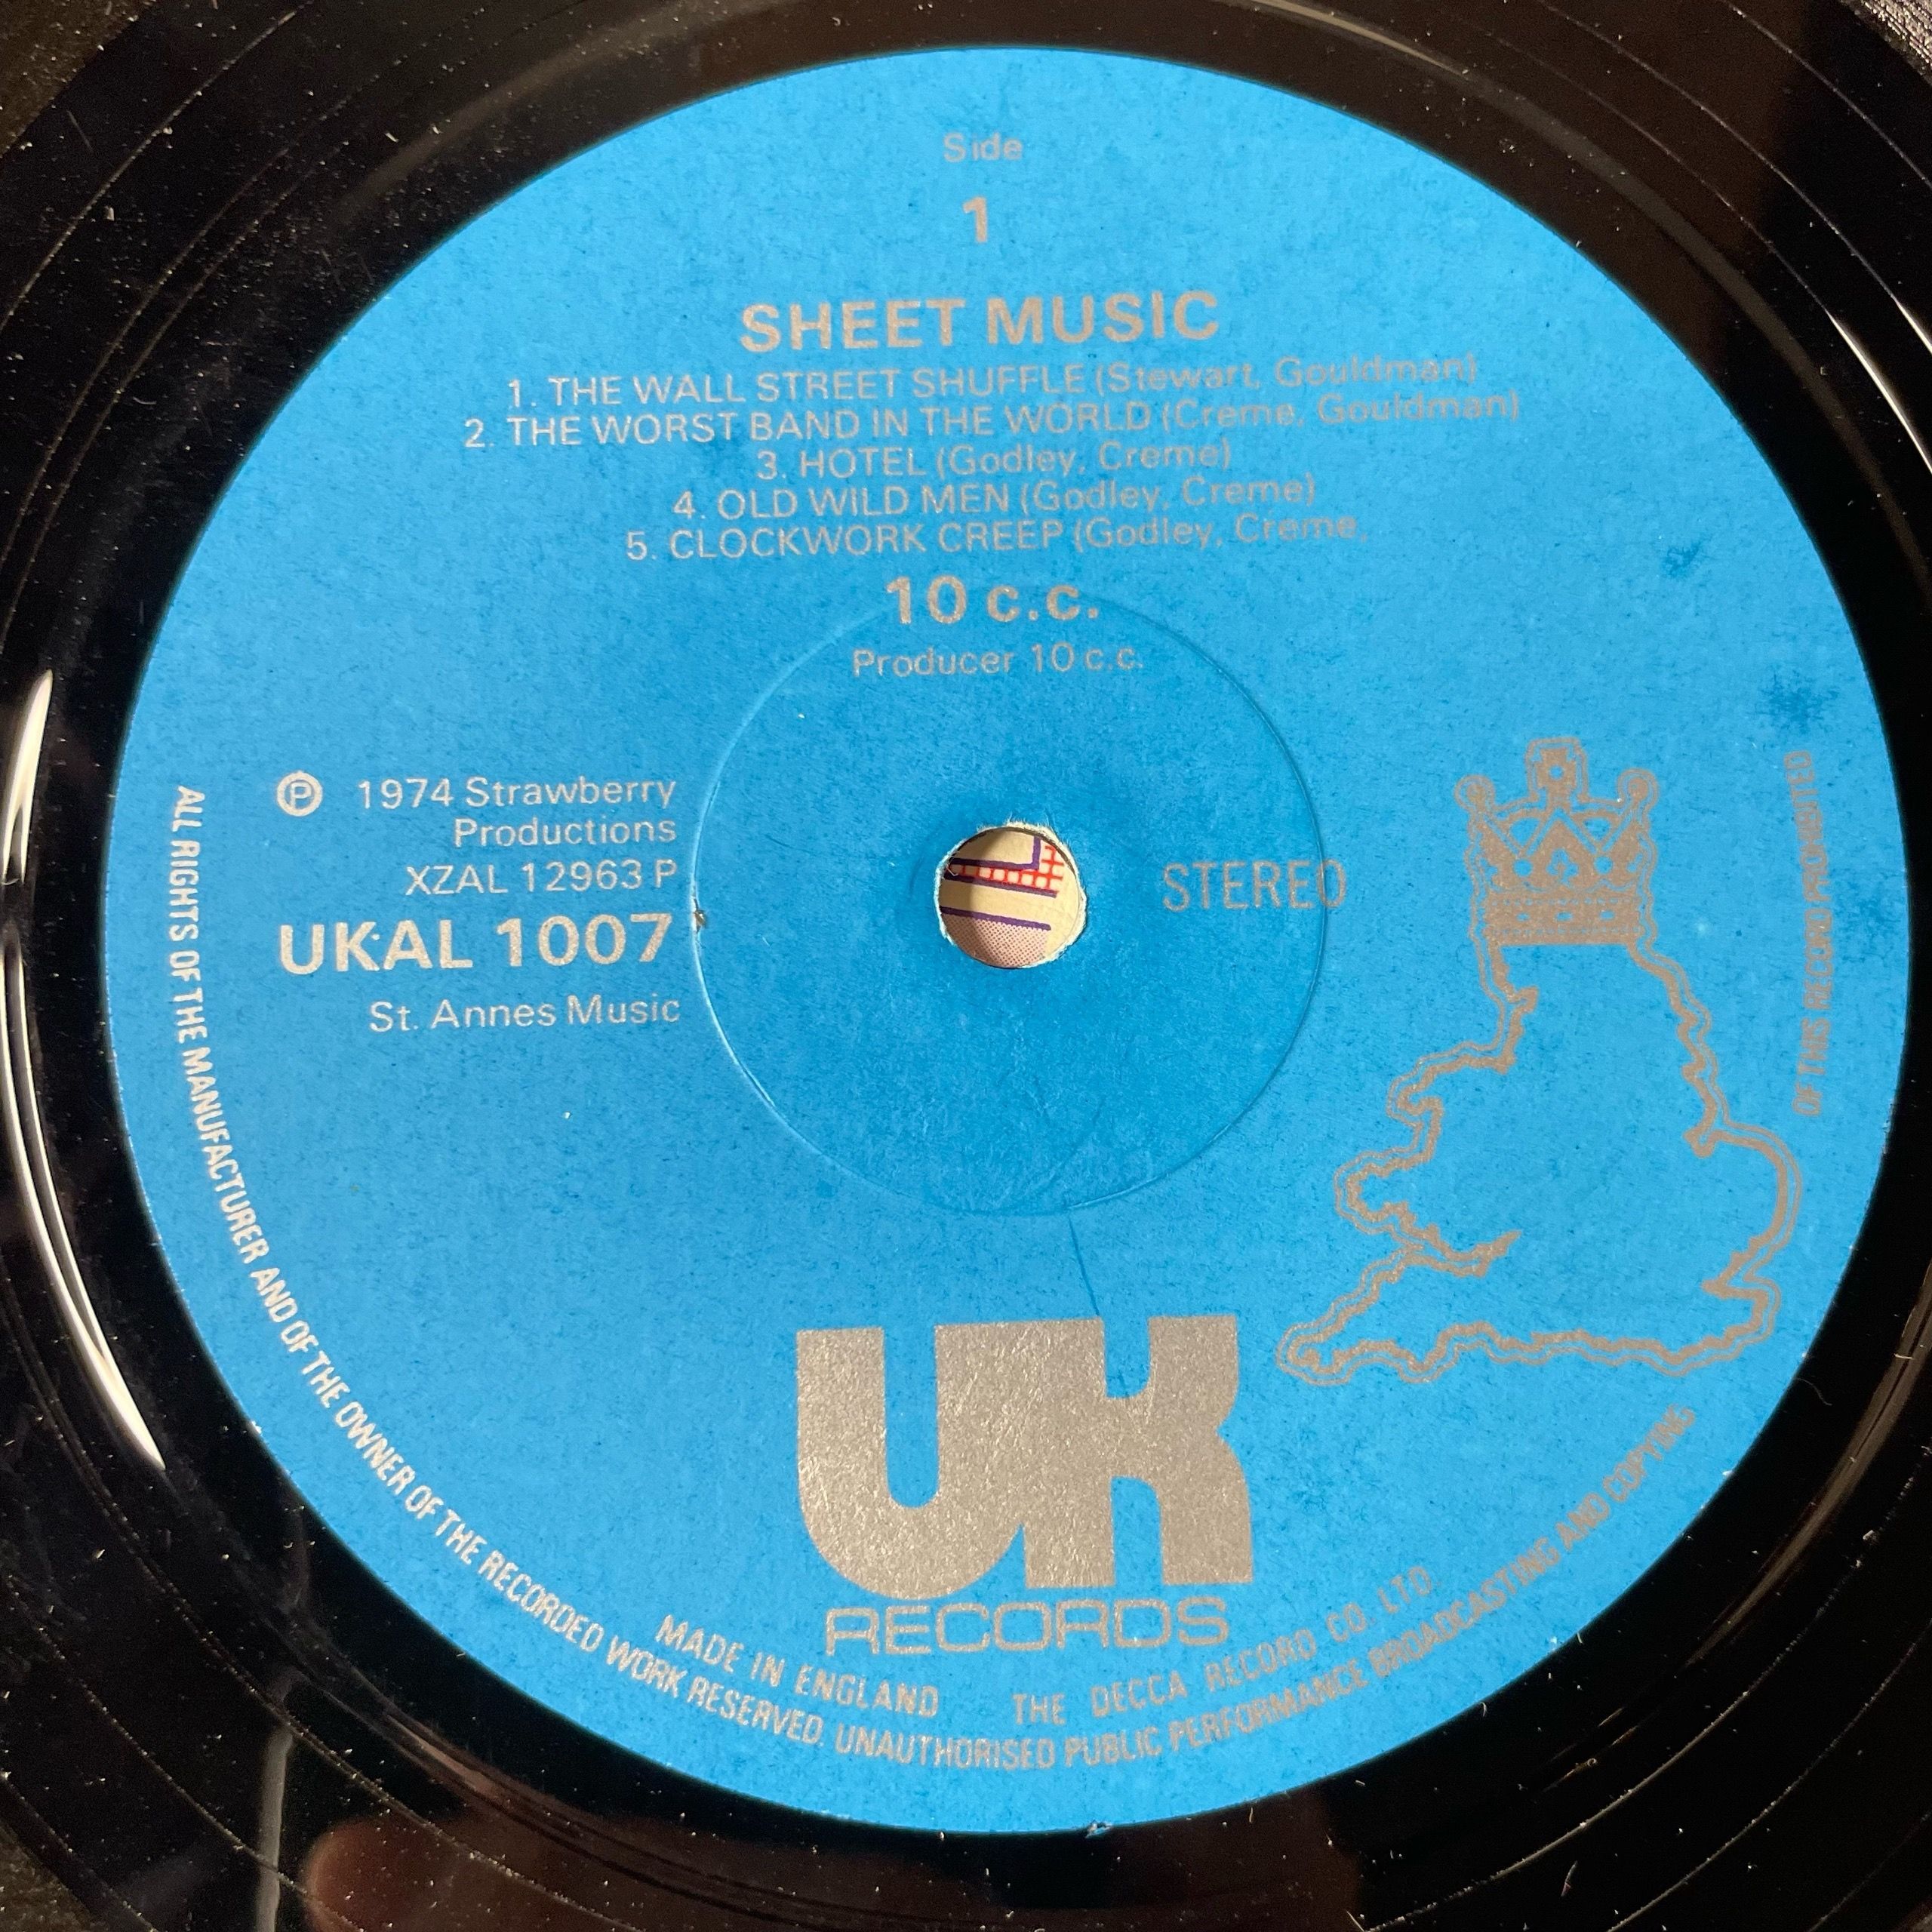 Side
1
SHEET MUSIC
1. THE WALL STREET SHUFFLE (Stewart, Gouldman)
2. THE WORST BAND IN THE WORLD (Creme, Gouldman)
3. HOTEL (Godley, Creme)
4. OLD WILD MEN (Godley, Creme)
5. CLOCKWORK CREEP (Godley, Creme,
10 c.c.
Producer 10 c.c.
Ⓟ 1974 Strawberry
Productions
XZAL 12963 P
UKAL 1007
St. Annes Music
STEREO
UK
RECORDS
MADE IN ENGLAND THE DECCA RECORD CO. LTD
ALL RIGHTS OF THE MANUFACTURER AND OF THE OWNER OF THE RECORDED WORK RESERVED. UNAUTHORISED PUBLIC PERFORMANCE BROADCASTING AND COPYING OF THIS RECORD PROHIBITED